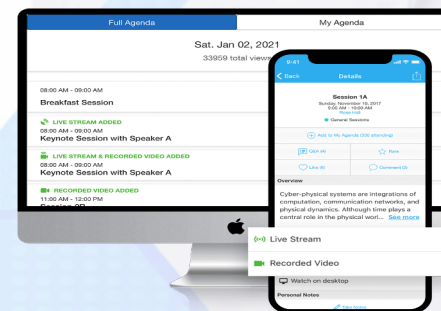 Full Agenda
My Agenda
Sat. Jan 02, 2021
33959 total views
08:00 AM - 09:00 AM
Breakfast Session
LIVE STREAM ADDED
08:00 AM - 09:00 AM
Keynote Session with Speaker A
LIVE STREAM & RECORDED VIDEO ADDED
08:00 AM - 09:00 AM
Keynote Session with Speaker A
RECORDED VIDEO ADDED
11:00 AM - 12:00 PM
9:41
Back
Details
Session 1A
Sunday, November 10, 2017
9:00 AM - 10:00 AM
General Sessions
Add to My Agenda (330 attending)
Q&A (4)
Rate
Like (6)
Comment (3)
Overview
Cyber-physical systems are integrations of
computation, communication networks, and
physical dynamics. Although time plays a
central role in the physical worl... See more
Live Stream
Recorded Video
Watch on desktop
Personal Notes
Take notes